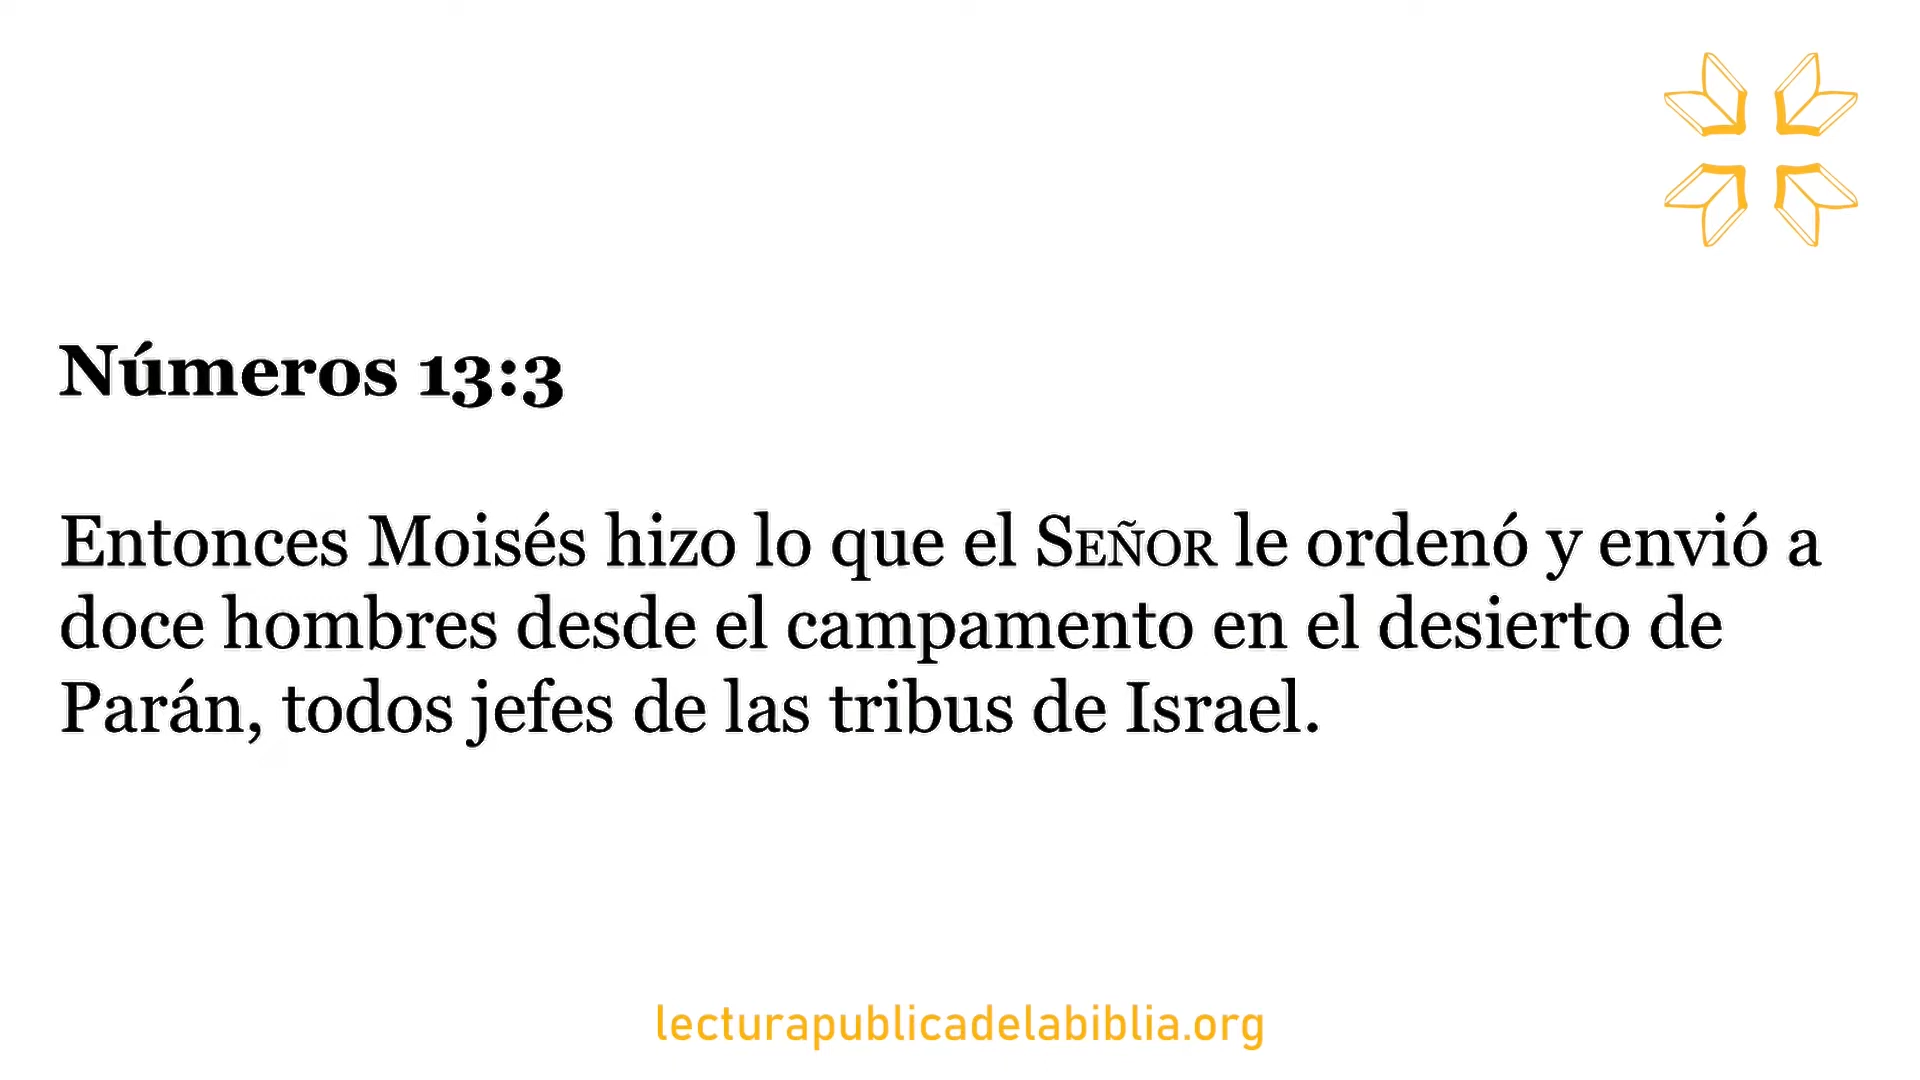 Números 13:3
Entonces Moisés hizo lo que el SEÑOR le ordenó y envió a
doce hombres desde el campamento en el desierto de
Parán, todos jefes de las tribus de Israel.
lecturapublicadelabiblia.org